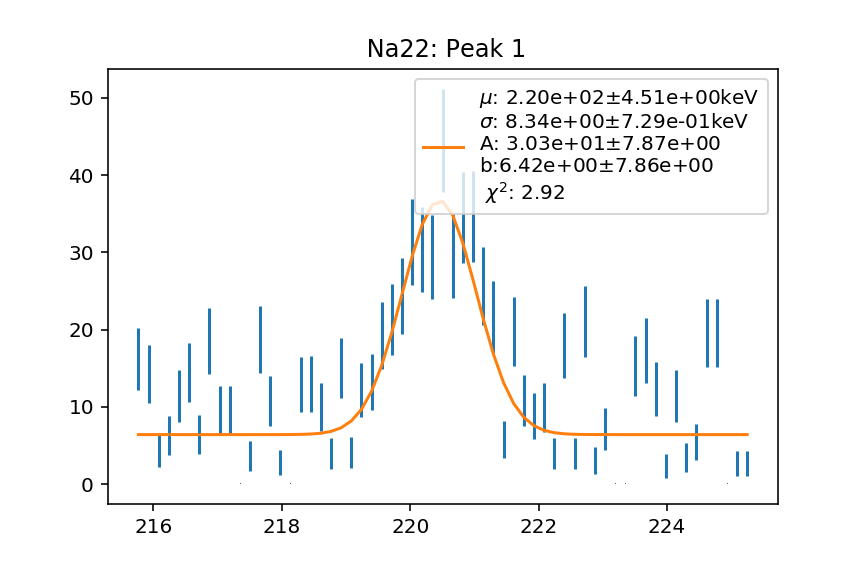 Na22: Peak 1
μ: 2.20e+02±4.51e+00keV
σ: 8.34e+00±7.29e-01keV
A: 3.03e+01±7.87e+00
b:6.42e+00±7.86e+00
χ²: 2.92
50
40
30
20
10
0
216 218 220 222 224